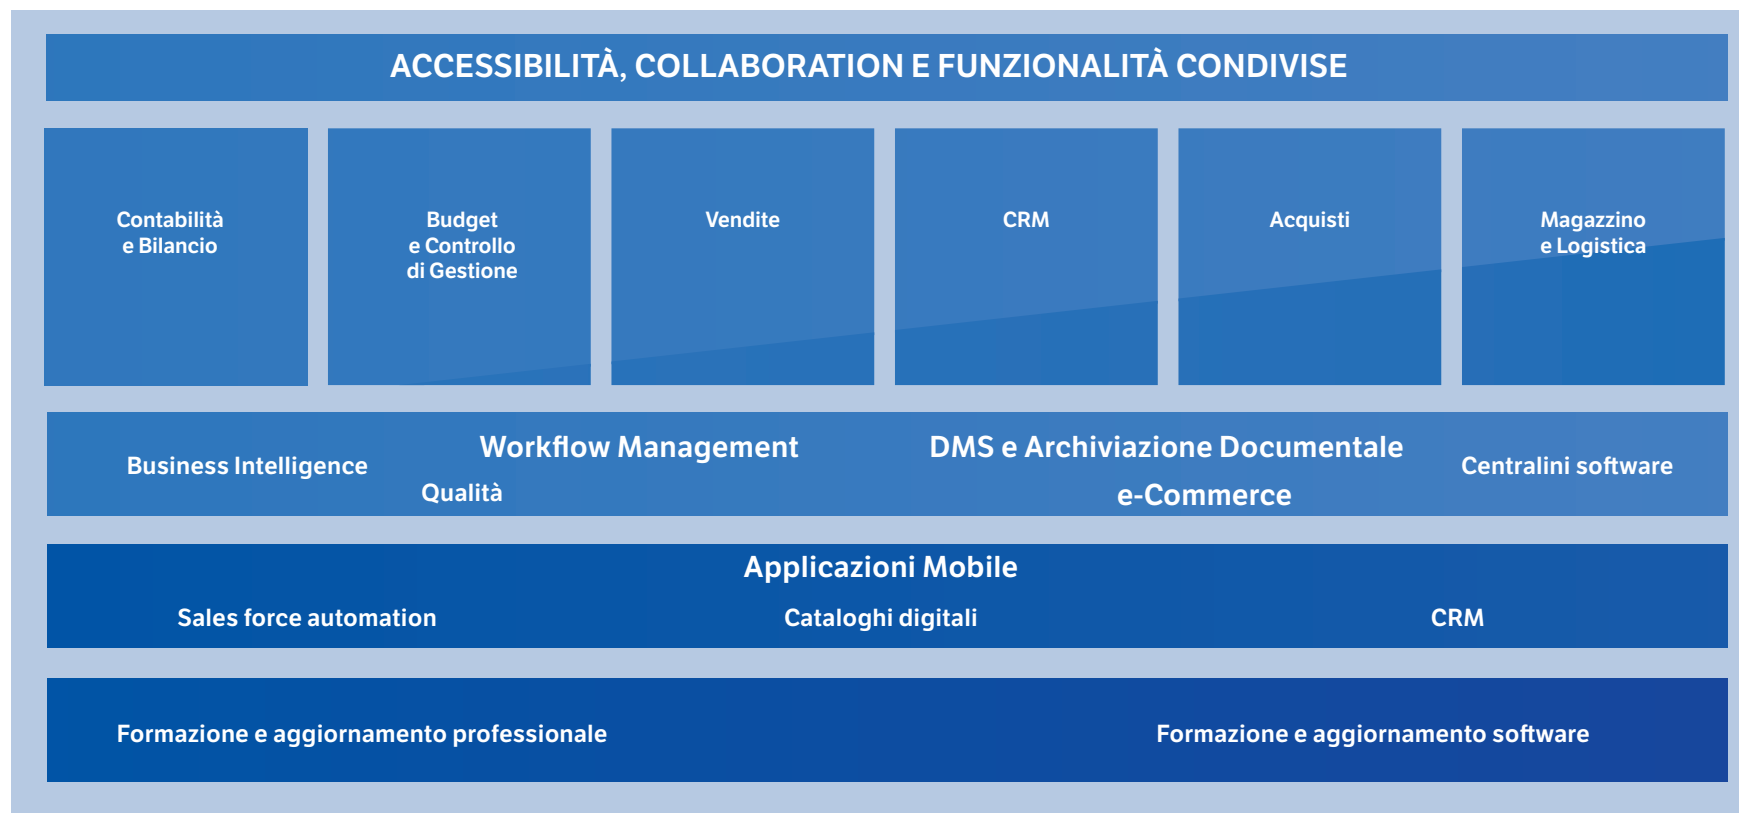 ACCESSIBILITÀ, COLLABORATION E FUNZIONALITÀ CONDIVISE
Contabilità
e Bilancio
Budget
e Controllo
di Gestione
Vendite
CRM
Acquisti
Magazzino
e Logistica
Business Intelligence
Workflow Management
Qualità
DMS e Archiviazione Documentale
e-Commerce
Centralini software
Applicazioni Mobile
Sales force automation
Cataloghi digitali
CRM
Formazione e aggiornamento professionale
Formazione e aggiornamento software